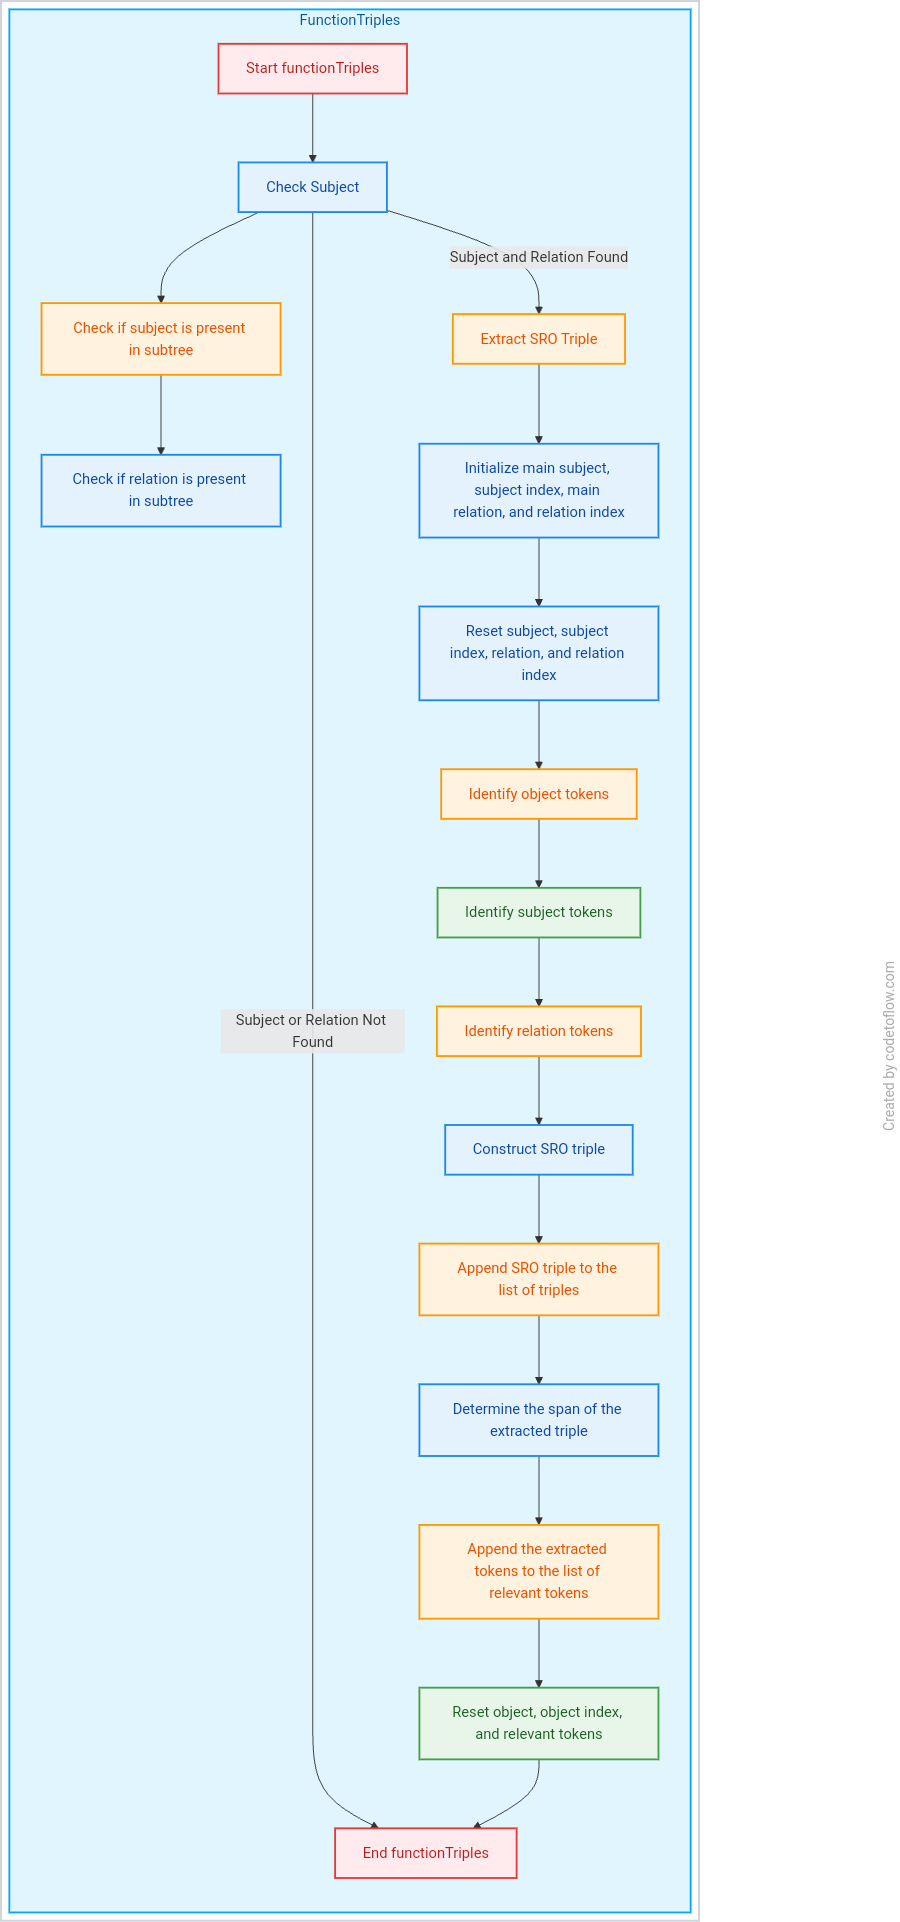 FunctionTriples
Start functionTriples
Check Subject
Subject and Relation Found
Check if subject is present
in subtree
Extract SRO Triple
Check if relation is present
in subtree
Initialize main subject,
subject index, main
relation, and relation index
Reset subject, subject
index, relation, and relation
index
Identify object tokens
Identify subject tokens
Subject or Relation Not
Found
Identify relation tokens
Construct SRO triple
Append SRO triple to the
list of triples
Determine the span of the
extracted triple
Append the extracted
tokens to the list of
relevant tokens
Reset object, object index,
and relevant tokens
End functionTriples
Created by codetoflow.com